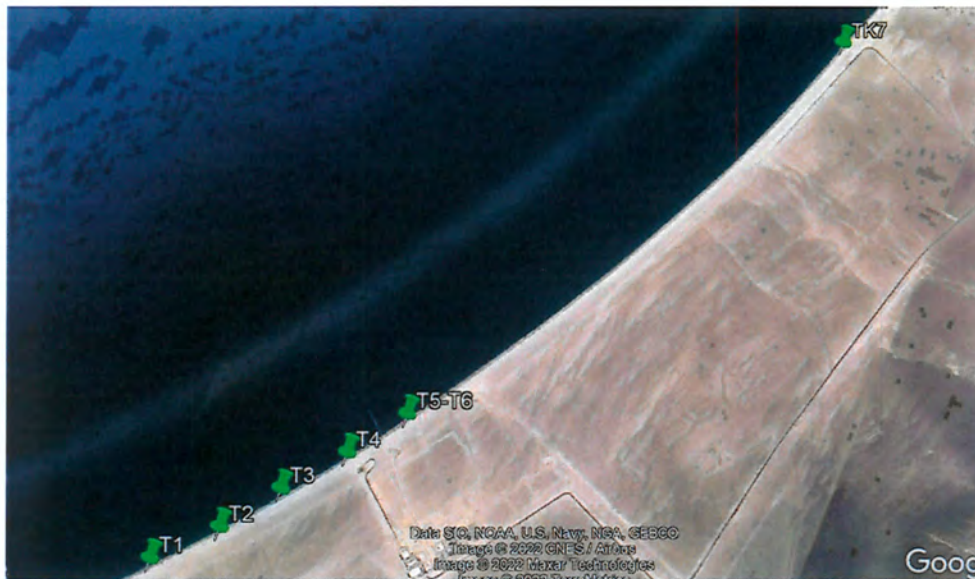 TK7
T5-T6
T4
T3
T2
T1
Data SIO, NOAA, U.S. Navy, NGA, GEBCO
Image © 2022 CNES / Airbus
Image © 2022 Maxar Technologies
Goog